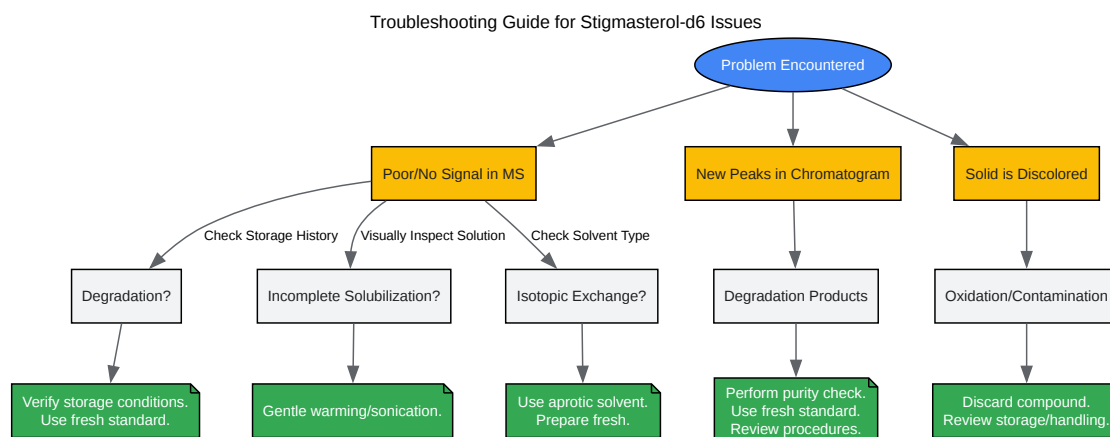 Troubleshooting Guide for Stigmasterol-d6 Issues
Problem Encountered
Poor/No Signal in MS
New Peaks in Chromatogram
Solid is Discolored
Check Storage History
Visually Inspect Solution
Check Solvent Type
Degradation?
Incomplete Solubilization?
Isotopic Exchange?
Degradation Products
Oxidation/Contamination
Verify storage conditions.
Use fresh standard.
Gentle warming/sonication.
Use aprotic solvent.
Prepare fresh.
Perform purity check.
Use fresh standard.
Review procedures.
Discard compound.
Review storage/handling.